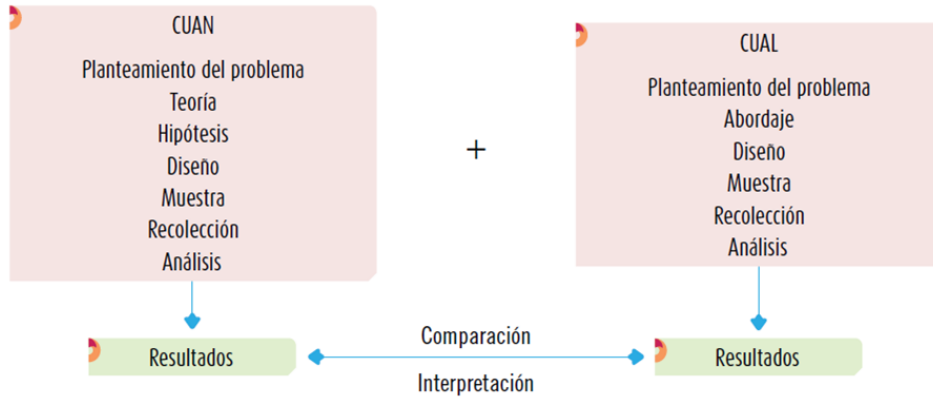 CUAN
Planteamiento del problema
Teoría
Hipótesis
Diseño
Muestra
Recolección
Análisis
+
CUAL
Planteamiento del problema
Abordaje
Diseño
Muestra
Recolección
Análisis
Resultados
Comparación
Interpretación
Resultados